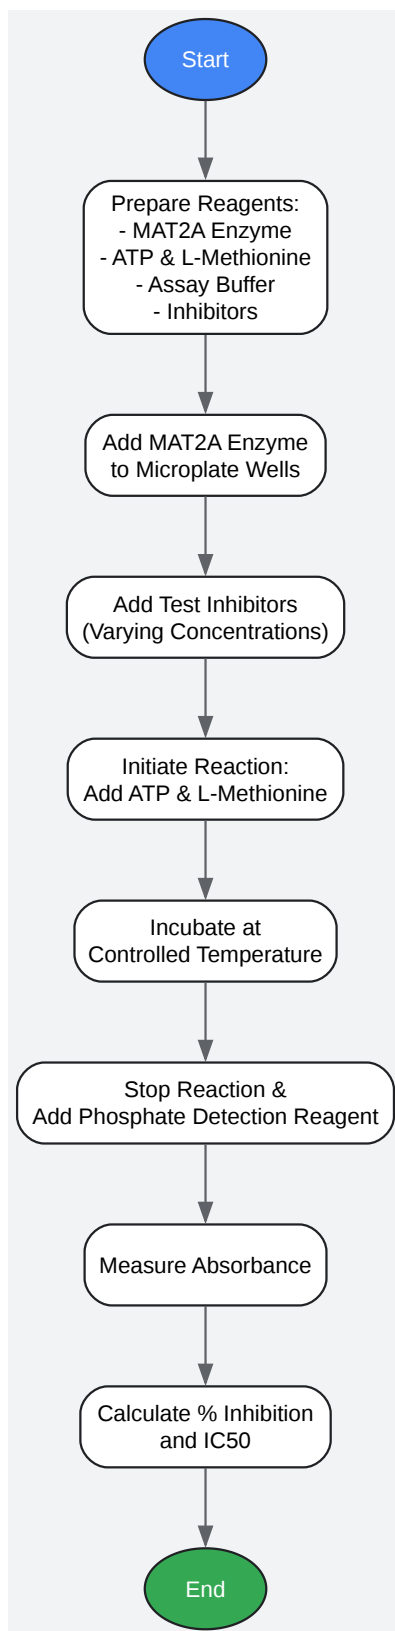 Start
Prepare Reagents:
- MAT2A Enzyme
- ATP & L-Methionine
- Assay Buffer
- Inhibitors
Add MAT2A Enzyme
to Microplate Wells
Add Test Inhibitors
(Varying Concentrations)
Initiate Reaction:
Add ATP & L-Methionine
Incubate at
Controlled Temperature
Stop Reaction &
Add Phosphate Detection Reagent
Measure Absorbance
Calculate % Inhibition
and IC50
End